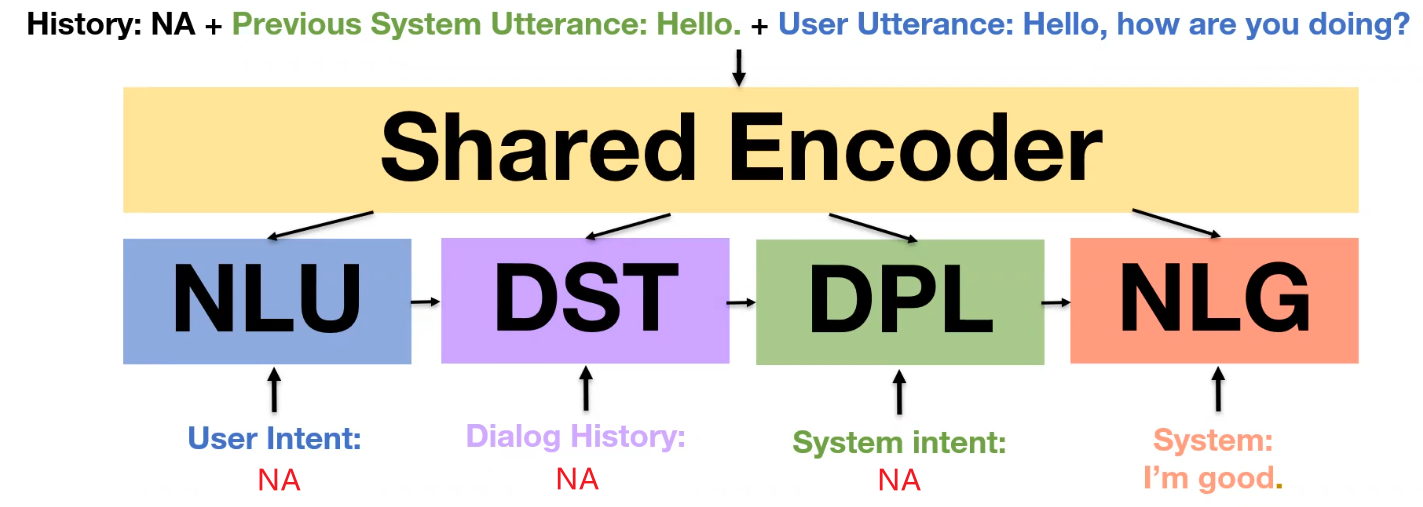 History: NA + Previous System Utterance: Hello. + User Utterance: Hello, how are you doing?
Shared Encoder
NLU
DST
DPL
NLG
User Intent:
NA
Dialog History:
NA
System intent:
NA
System:
I'm good.